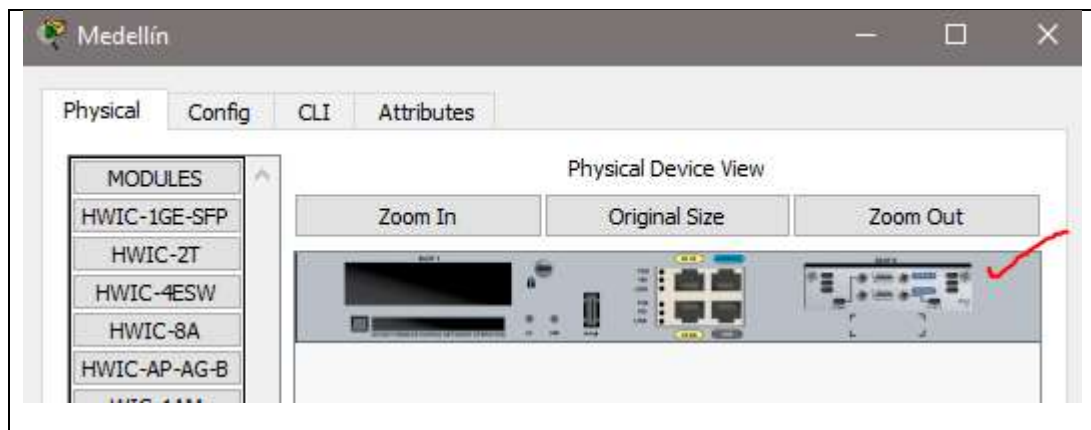 Medellín
Physical Config CLI Attributes
MODULES
HWIC-1GE-SFP
HWIC-2T
HWIC-4ESW
HWIC-8A
HWIC-AP-AG-B
Physical Device View
Zoom In Original Size Zoom Out